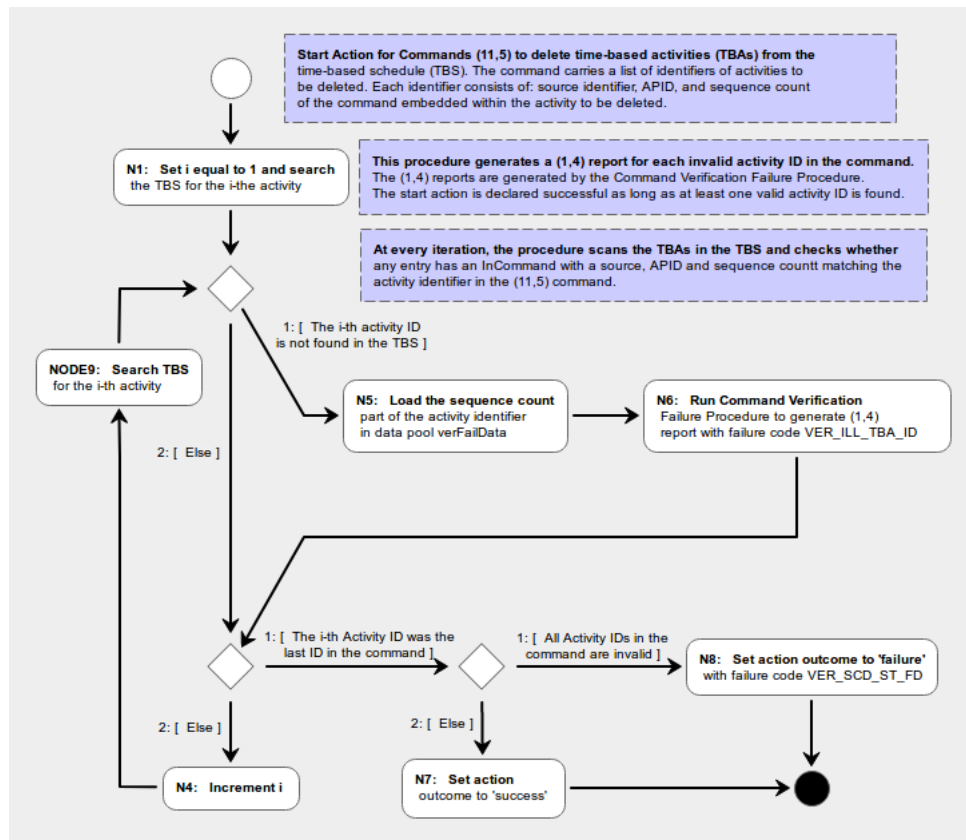 Start Action for Commands (11,5) to delete time-based activities (TBAs) from the
time-based schedule (TBS). The command carries a list of identifiers of activities to
be deleted. Each identifier consists of: source identifier, APID, and sequence count
of the command embedded within the activity to be deleted.
N1: Set i equal to 1 and search
the TBS for the i-the activity
This procedure generates a (1,4) report for each invalid activity ID in the command.
The (1,4) reports are generated by the Command Verification Failure Procedure.
The start action is declared successful as long as at least one valid activity ID is found.
At every iteration, the procedure scans the TBAs in the TBS and checks whether
any entry has an InCommand with a source, APID and sequence countt matching the
activity identifier in the (11,5) command.
1: [ The i-th activity ID
is not found in the TBS ]
NODE9: Search TBS
for the i-th activity
N5: Load the sequence count
part of the activity identifier
in data pool verFailData
N6: Run Command Verification
Failure Procedure to generate (1,4)
report with failure code VER_ILL_TBA_ID
2: [ Else ]
1: [ The i-th Activity ID was the
last ID in the command ]
1: [ All Activity IDs in the
command are invalid ]
N8: Set action outcome to 'failure'
with failure code VER_SCD_ST_FD
2: [ Else ]
2: [ Else ]
N4: Increment i
N7: Set action
outcome to 'success'